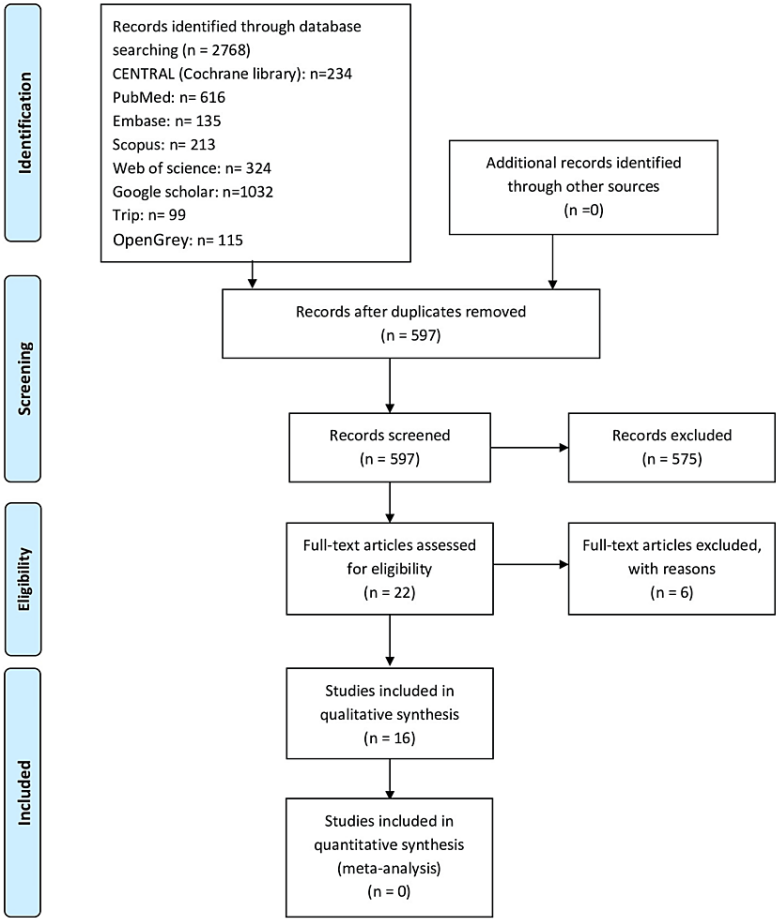 Identification
Records identified through database
searching (n = 2768)
CENTRAL (Cochrane library): n=234
PubMed: n= 616
Embase: n= 135
Scopus: n= 213
Web of science: n= 324
Google scholar: n=1032
Trip: n= 99
OpenGrey: n= 115
Additional records identified
through other sources
(n =0)
Screening
Records after duplicates removed
(n = 597)
Records screened
(n = 597)
Records excluded
(n = 575)
Eligibility
Full-text articles assessed
for eligibility
(n = 22)
Full-text articles excluded,
with reasons
(n = 6)
Included
Studies included in
qualitative synthesis
(n = 16)
Studies included in
quantitative synthesis
(meta-analysis)
(n = 0)